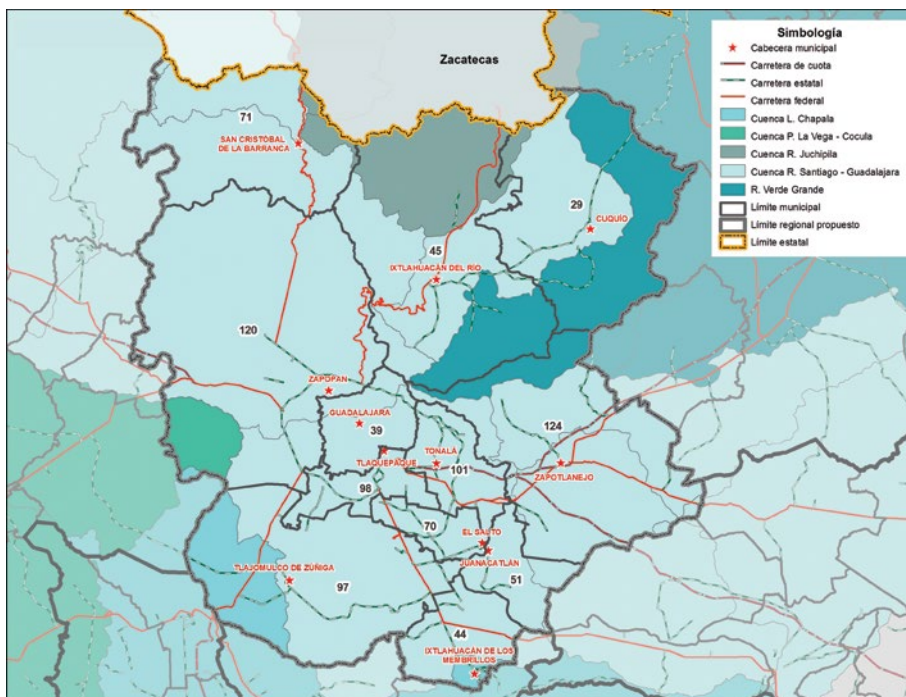 Zacatecas
Simbología
Cabecera municipal
Carretera de cuota
Carretera estatal
Carretera federal
Cuenca L. Chapala
Cuenca P. La Vega - Cocula
Cuenca R. Juchipila
Cuenca R. Santiago - Guadalajara
R. Verde Grande
Límite municipal
Límite regional propuesto
Límite estatal
71
SAN CRISTÓBAL
DE LA BARRANCA
29
CUQUÍO
45
IXTLAHUACÁN DEL RÍO
120
ZAPOPAN
GUADALAJARA
39
TLAQUEPAQUE
TONALÁ
101
124
ZAPOTLANEJO
98
70
EL SALTO
JUANACATLÁN
51
TLAJOMULCO DE ZÚÑIGA
97
44
IXTLAHUACÁN DE LOS
MEMBRILLOS